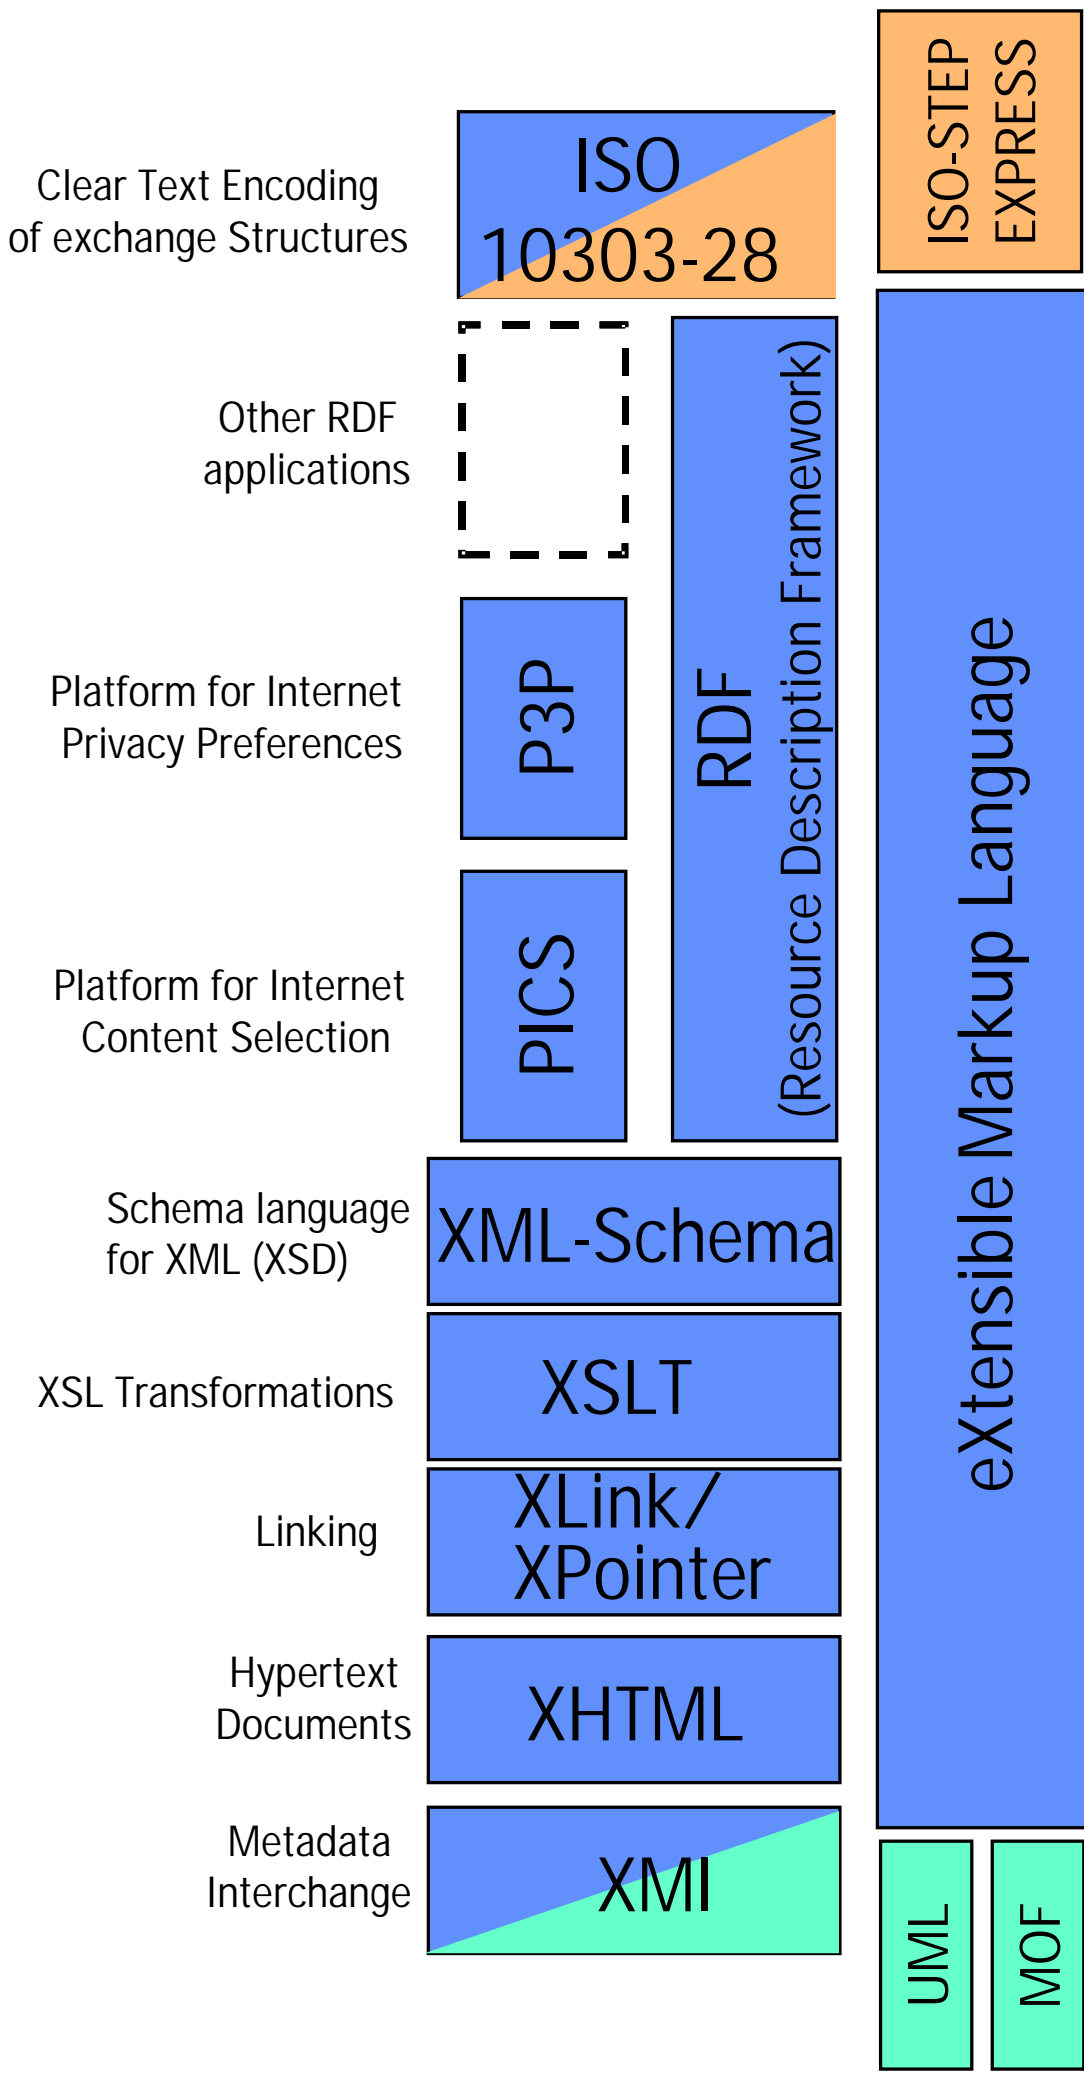 ISO-STEP
EXPRESS
Clear Text Encoding
of exchange Structures
ISO
10303-28
Other RDF
applications
RDF
(Resource Description Framework)
eXtensible Markup Language
Platform for Internet
Privacy Preferences
P3P
Platform for Internet
Content Selection
PICS
Schema language
for XML (XSD)
XML-Schema
XSL Transformations
XSLT
Linking
XLink/
XPointer
Hypertext
Documents
XHTML
Metadata
Interchange
XMI
UML
MOF